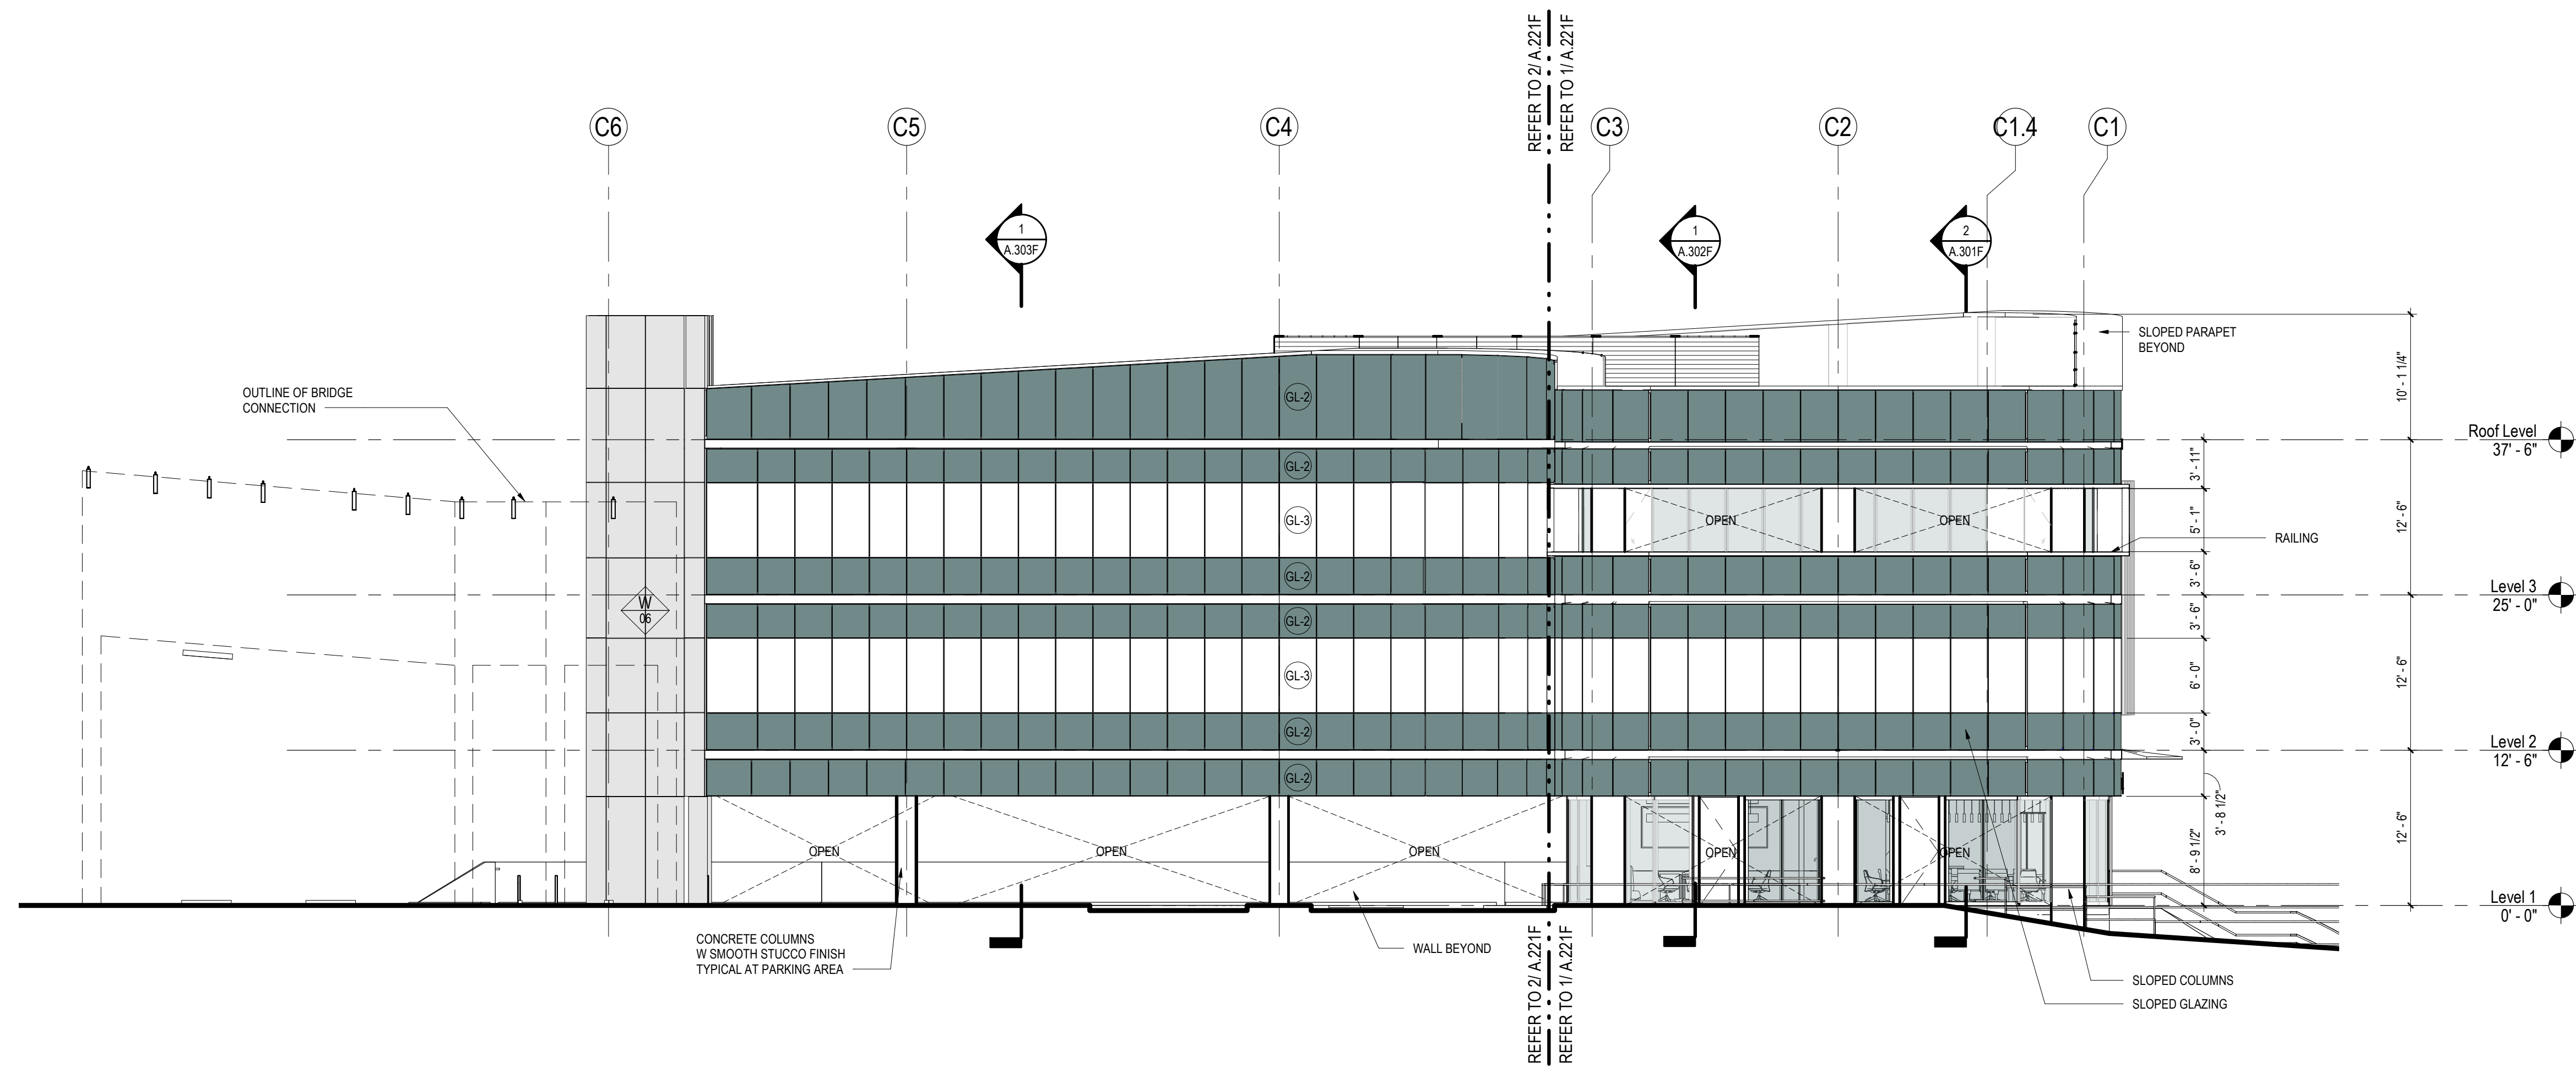 REFER TO 2/ A.221F
REFER TO 1/ A.221F
C6
C5
C4
C3
C2
C1.4
C1
1
A.303F
1
A.302F
2
A.301F
SLOPED PARAPET
BEYOND
10' - 1 1/4"
OUTLINE OF BRIDGE
CONNECTION
GL-2
Roof Level
37' - 6"
GL-2
3' - 11"
GL-3
OPEN
OPEN
5' - 1"
12' - 6"
RAILING
GL-2
3' - 6"
Level 3
25' - 0"
W
06
GL-2
3' - 6"
GL-3
6' - 0"
12' - 6"
GL-2
3' - 0"
Level 2
12' - 6"
GL-2
3' - 8 1/2"
OPEN
OPEN
OPEN
OPEN
OPEN
8' - 9 1/2"
12' - 6"
Level 1
0' - 0"
CONCRETE COLUMNS
W SMOOTH STUCCO FINISH
TYPICAL AT PARKING AREA
WALL BEYOND
REFER TO 2/ A.221F
REFER TO 1/ A.221F
SLOPED COLUMNS
SLOPED GLAZING